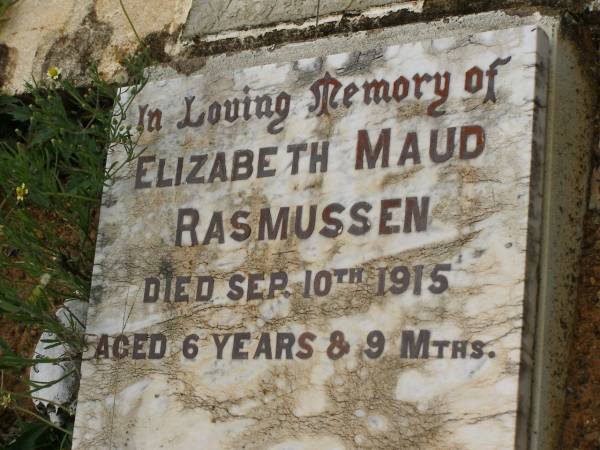 In Loving Memory of
ELIZABETH MAUD
RASMUSSEN
DIED SEP. 10TH 1915
AGED 6 YEARS & 9 MTHS.